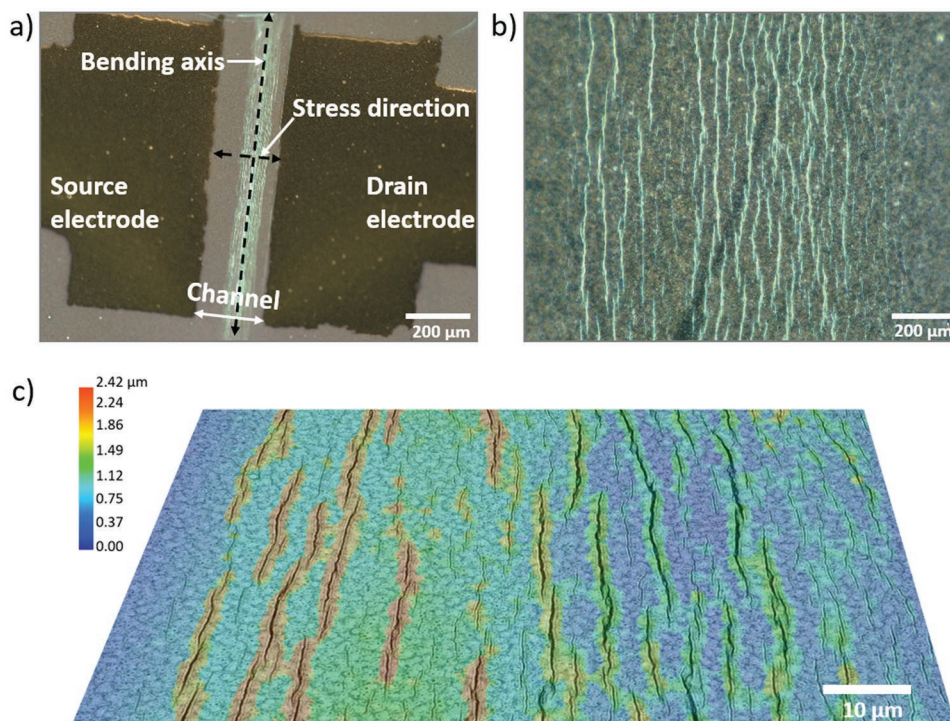 a)
Bending axis
Stress direction
Source
electrode
Drain
electrode
Channel
200 µm
b)
200 µm
c)
2.42 µm
2.24
1.86
1.49
1.12
0.75
0.37
0.00
10 µm